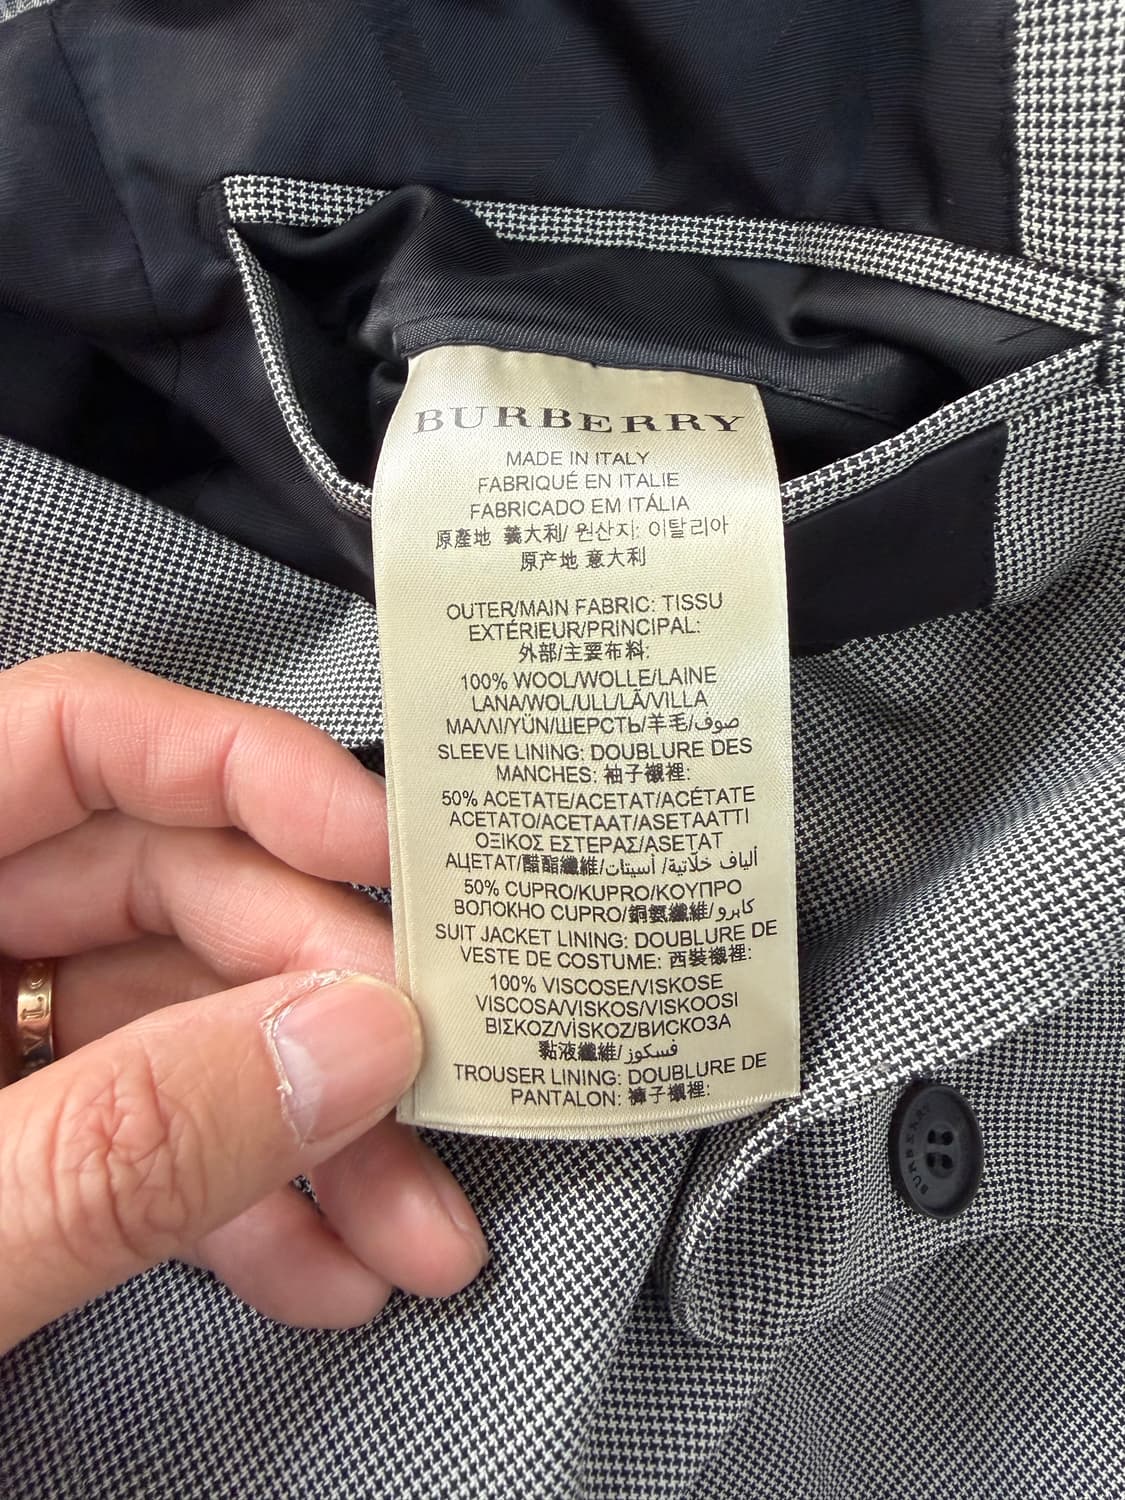 BURBERRY
MADE IN ITALY
FABRIQUÉ EN ITALIE
FABRICADO EM ITÁLIA
原產地 義大利/ 원산지: 이탈리아
原产地 意大利
OUTER/MAIN FABRIC: TISSU
EXTÉRIEUR/PRINCIPAL:
外部/主要布料:
100% WOOL/WOLLE/LAINE
LANA/WOL/ULL/LÃ/VILLA
ΜΑΛΛΙ/YÜN/ШЕРСТЬ/羊毛/صوف
SLEEVE LINING: DOUBLURE DES
MANCHES: 袖子襯裡:
50% ACETATE/ACETAT/ACÉTATE
ACETATO/ACETAAT/ASETAATTI
ΟΞΙΚΟΣ ΕΣΤΕΡΑΣ/ASETAT
АЦЕТАТ/醋酯纖維/ألياف خلّاتية/ أسيتات
50% CUPRO/KUPRO/ΚΟΥΠΡΟ
ВОЛОКНО CUPRO/銅氨纖維/كابرو
SUIT JACKET LINING: DOUBLURE DE
VESTE DE COSTUME: 西裝襯裡:
100% VISCOSE/VISKOSE
VISCOSA/VISKOS/VISKOOSI
ΒΙΣΚΟΖ/VİSKOZ/ВИСКОЗА
黏液纖維/فسكوز
TROUSER LINING: DOUBLURE DE
PANTALON: 褲子襯裡:
BURBERRY